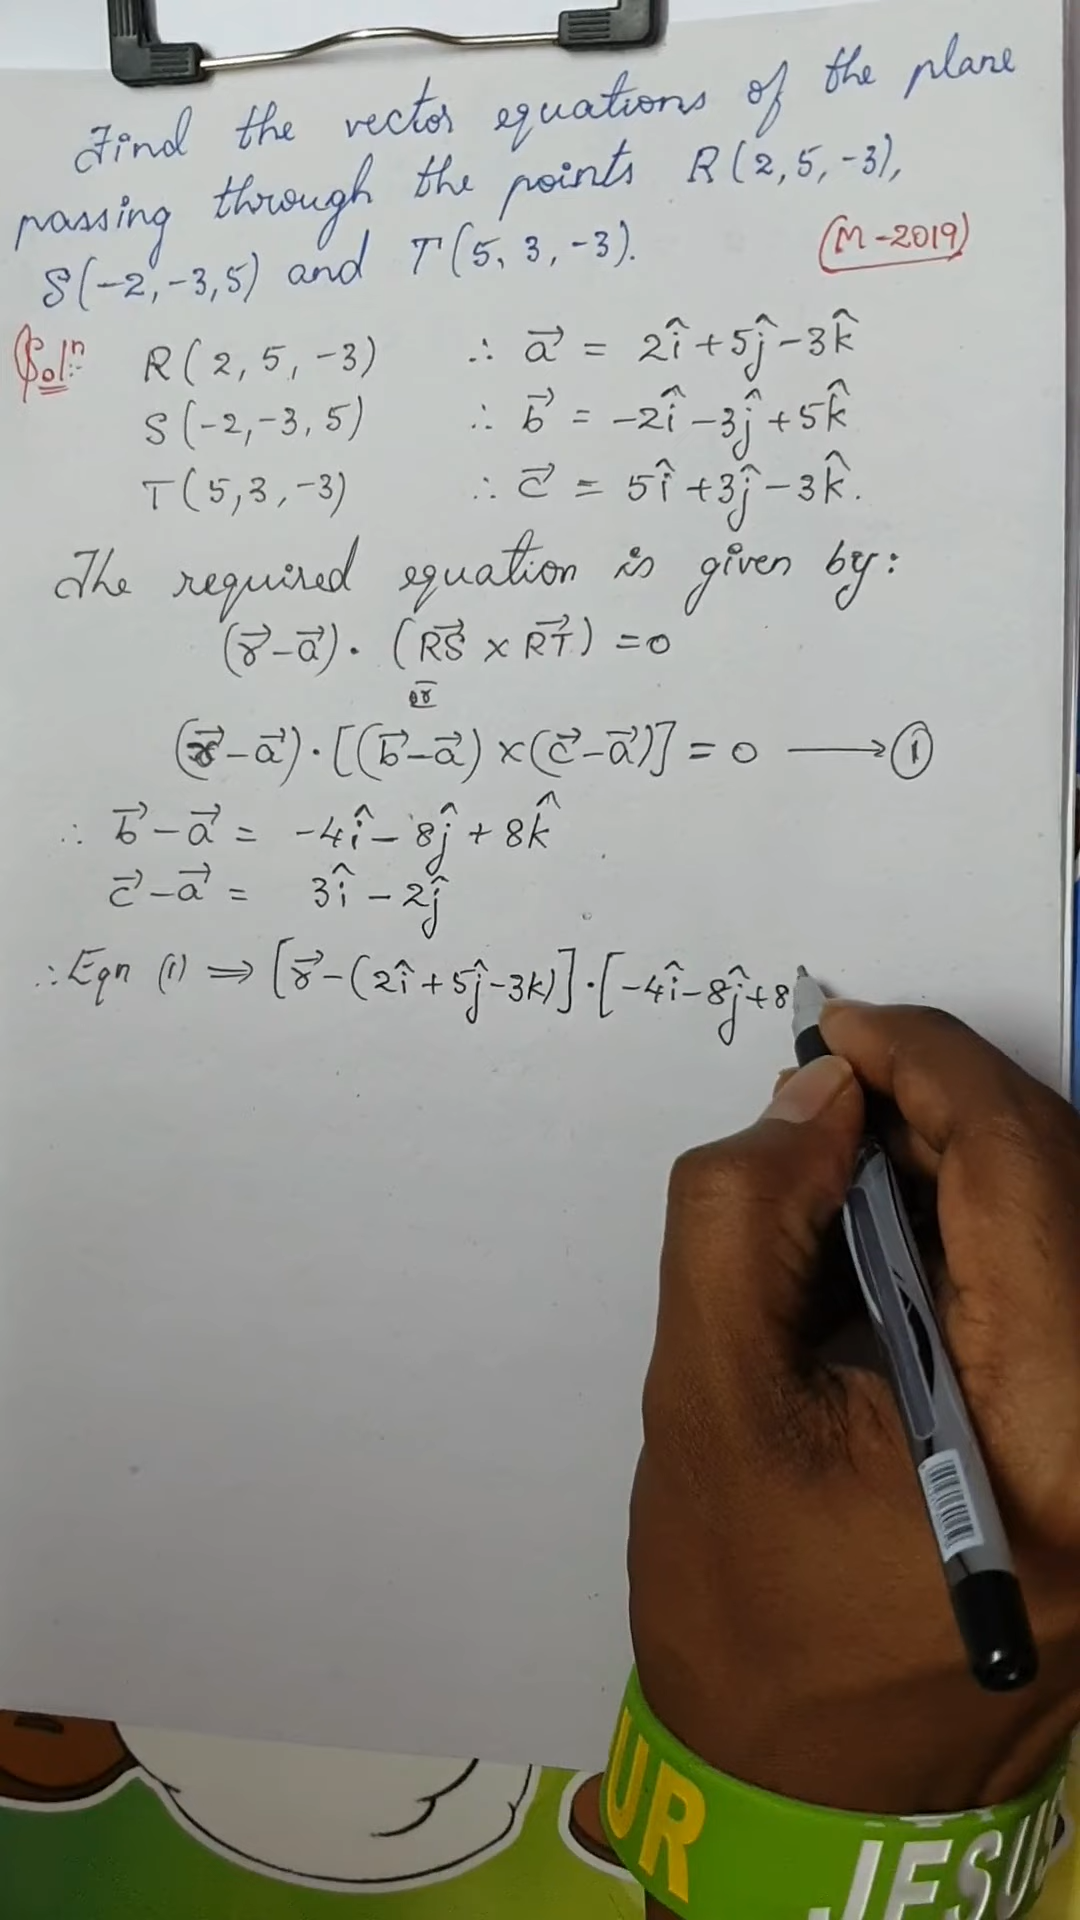 Find the vector equations of the plane
passing through the points R(2,5,-3),
S(-2,-3,5) and T(5,3,-3).
(M-2019)
Solⁿ:- R(2,5,-3) ∴ a⃗ = 2î+5ĵ-3k̂
S(-2,-3,5) ∴ b⃗ = -2î-3ĵ+5k̂
T(5,3,-3) ∴ c⃗ = 5î+3ĵ-3k̂.
The required equation is given by:
(r⃗-a⃗)·(RS⃗ × RT⃗) = 0
or
(r⃗-a⃗)·[(b⃗-a⃗)×(c⃗-a⃗)] = 0 ⟶ ①
∴ b⃗-a⃗ = -4î-8ĵ+8k̂
c⃗-a⃗ = 3î-2ĵ
∴ Eqn (1) ⇒ [r⃗-(2î+5ĵ-3k)]·[-4î-8ĵ+8
UR
JESUS